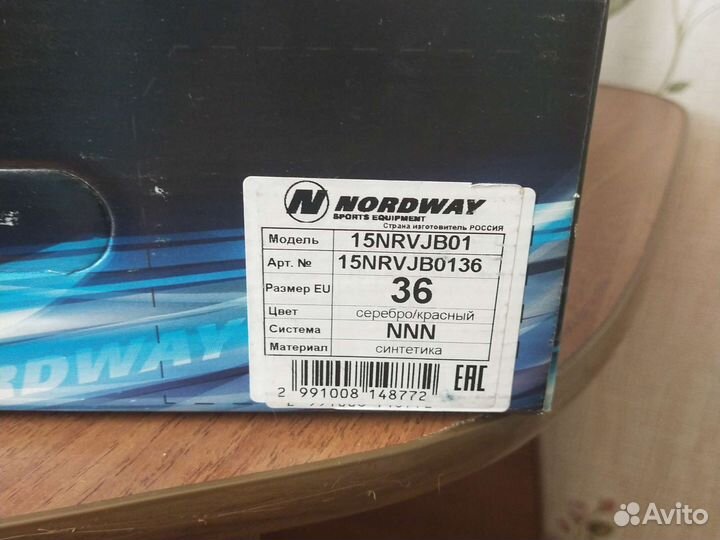 NORDWAY
SPORTS EQUIPMENT
Страна изготовитель РОССИЯ
Модель 15NRVJB01
Арт. № 15NRVJB0136
Размер EU 36
Цвет серебро/красный
Система NNN
Материал синтетика
2 991008 148772
EAC
RDWAY
Avito